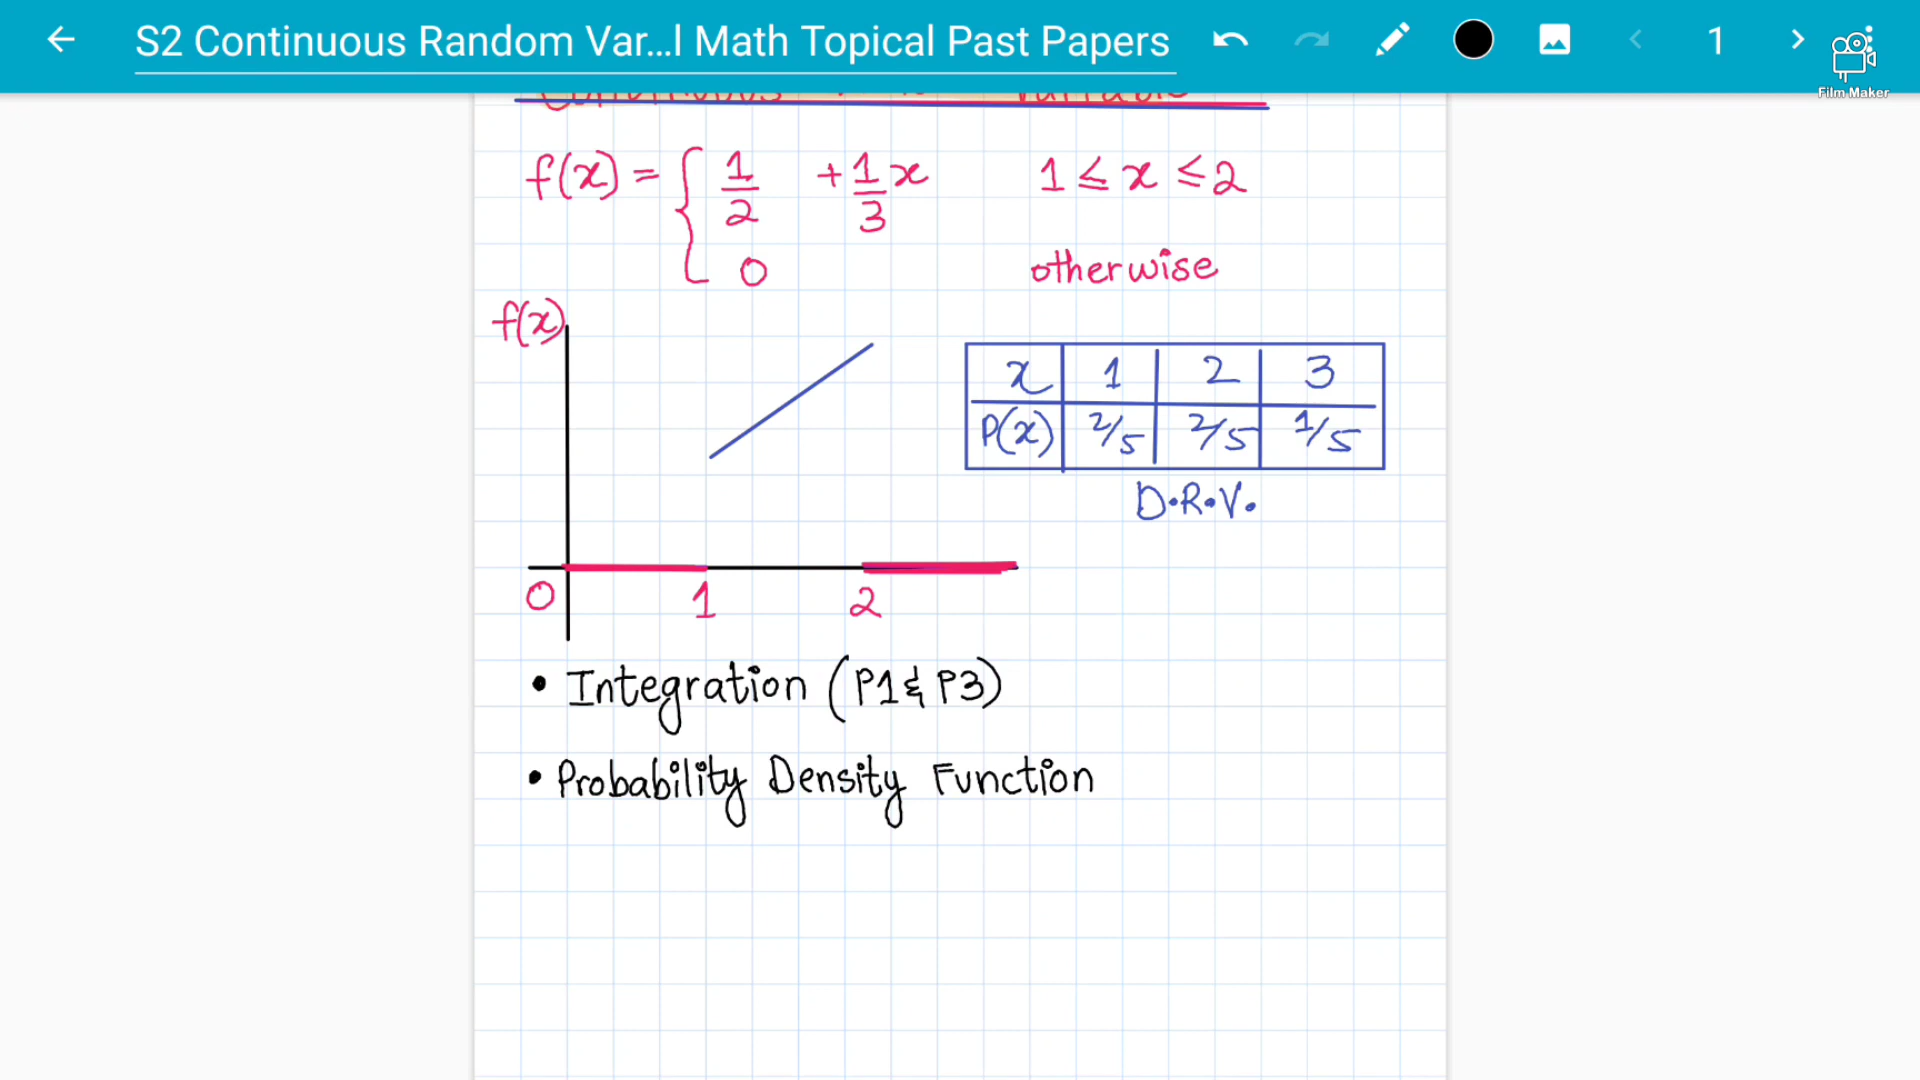 S2 Continuous Random Var...l Math Topical Past Papers
1
Film Maker
f(x) = { 1/2 + 1/3 x 1 ≤ x ≤ 2
0 otherwise
f(x)
x 1 2 3
P(x) 2/5 2/5 1/5
D.R.V.
0 1 2
• Integration (P1 & P3)
• Probability Density Function